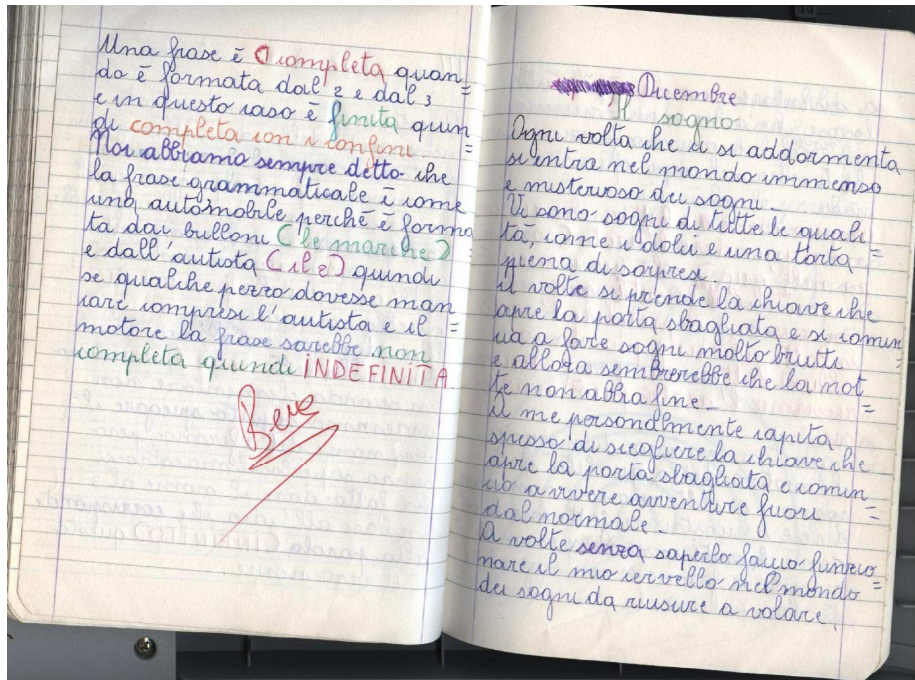 Una frase è completa quan=
do è formata dal 2 e dal 3
e in questo caso è finita quin=
di completa con i confini
Noi abbiamo sempre detto che
la frase grammaticale è come
una automobile perchè è forma
ta dai bulloni (le marche)
e dall'autista (il 2) quindi
se qualche pezzo dovesse man=
care compresi l'autista e il
motore la frase sarebbe non
completa quindi INDEFINITA.
Bene
Dicembre
Il sogno
Ogni volta che ci si addormenta
si entra nel mondo immenso
e misterioso dei sogni.
Vi sono sogni di tutte le quali=
tà, come i dolci e una torta
piena di sorpresi
A volte si prende la chiave che
apre la porta sbagliata e si comin=
cia a fare sogni molto brutti
e allora sembrerebbe che la not=
te non abbia fine.
A me personalmente capita
spesso di scegliere la chiave che
apre la porta sbagliata e comin=
cio a vivere avventure fuori
dal normale.
A volte senza saperlo faccio funzio=
nare il mio cervello nel mondo
dei sogni da riuscire a volare,